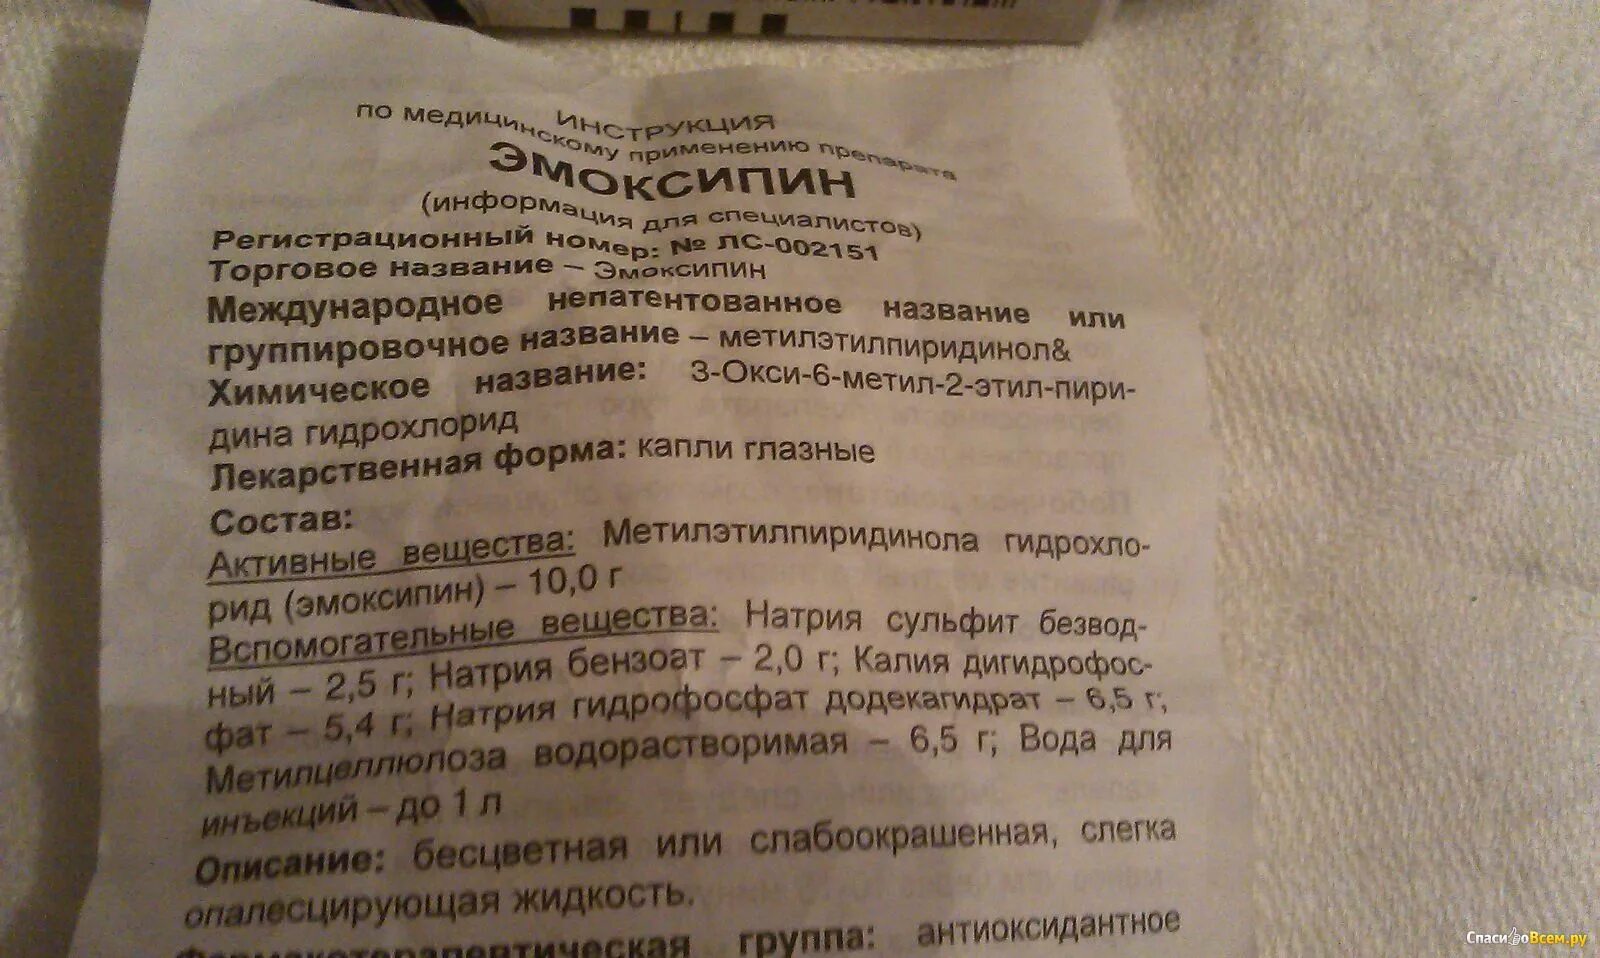 ИНСТРУКЦИЯ
по медицинскому применению препарата
ЭМОКСИПИН
(информация для специалистов)
Регистрационный номер: № ЛС-002151
Торговое название – Эмоксипин
Международное непатентованное название или
группировочное название – метилэтилпиридинол&
Химическое название: 3-Окси-6-метил-2-этил-пири-
дина гидрохлорид
Лекарственная форма: капли глазные
Состав:
Активные вещества: Метилэтилпиридинола гидрохло-
рид (эмоксипин) – 10,0 г
Вспомогательные вещества: Натрия сульфит безвод-
ный – 2,5 г; Натрия бензоат – 2,0 г; Калия дигидрофос-
фат – 5,4 г; Натрия гидрофосфат додекагидрат – 6,5 г;
Метилцеллюлоза водорастворимая – 6,5 г; Вода для
инъекций – до 1 л
Описание: бесцветная или слабоокрашенная, слегка
опалесцирующая жидкость.
Фармакотерапевтическая группа: антиоксидантное
СпасибоВсем.ру